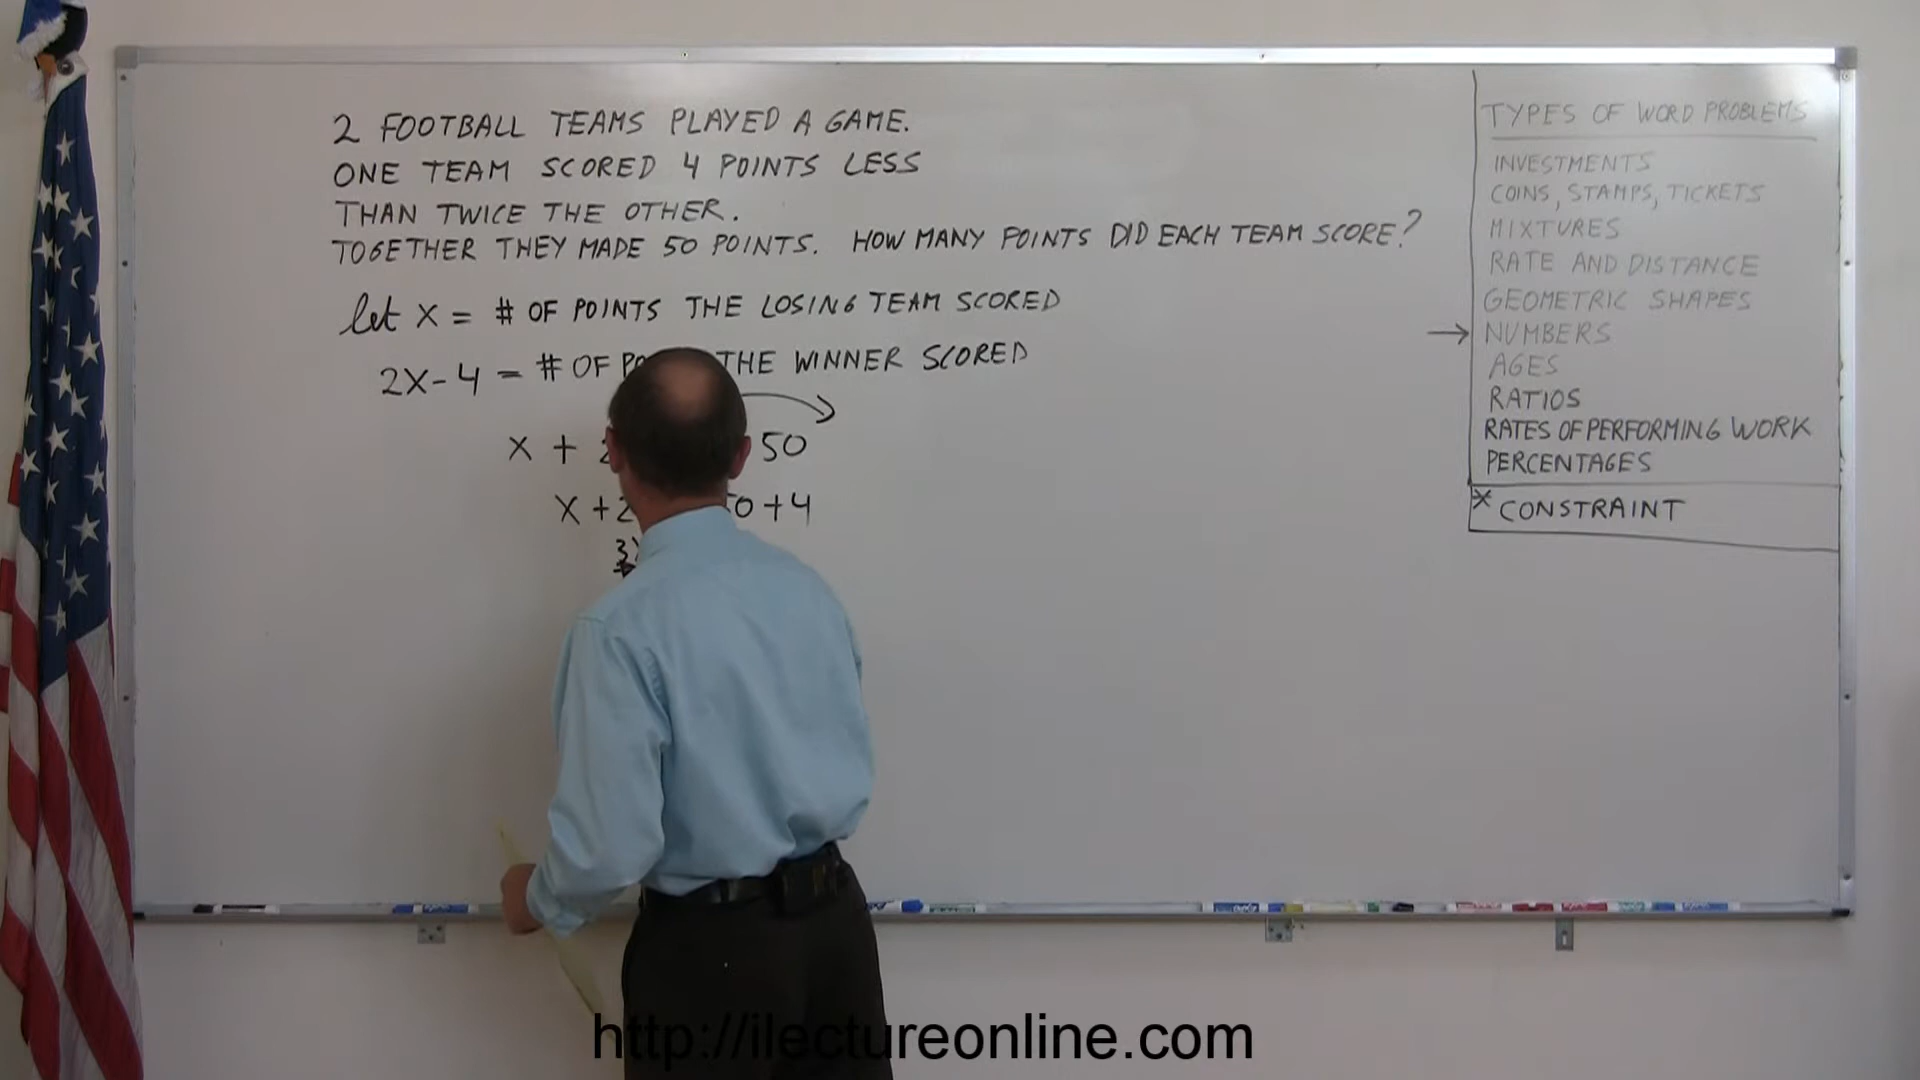 2 FOOTBALL TEAMS PLAYED A GAME.
ONE TEAM SCORED 4 POINTS LESS
THAN TWICE THE OTHER.
TOGETHER THEY MADE 50 POINTS. HOW MANY POINTS DID EACH TEAM SCORE?
let X = # OF POINTS THE LOSING TEAM SCORED
2X-4 = # OF THE WINNER SCORED
X + 50
X +2 +4
TYPES OF WORD PROBLEMS
INVESTMENTS
COINS, STAMPS, TICKETS
MIXTURES
RATE AND DISTANCE
GEOMETRIC SHAPES
→ NUMBERS
AGES
RATIOS
RATES OF PERFORMING WORK
PERCENTAGES
* CONSTRAINT
http://ilectureonline.com